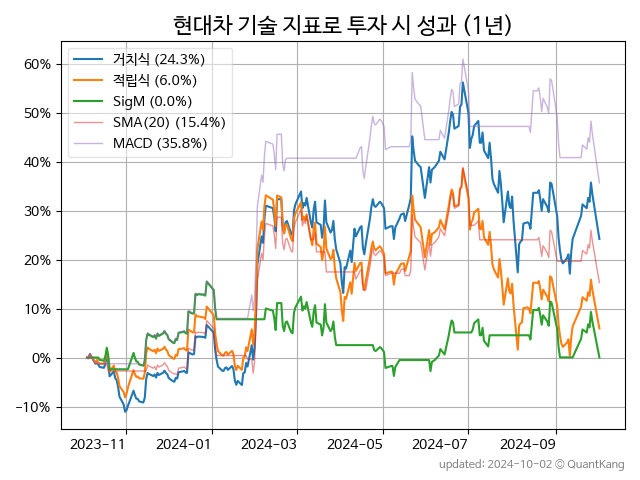 현대차 기술 지표로 투자 시 성과 (1년)
거치식 (24.3%)
적립식 (6.0%)
SigM (0.0%)
SMA(20) (15.4%)
MACD (35.8%)
60%
50%
40%
30%
20%
10%
0%
−10%
2023-11 2024-01 2024-03 2024-05 2024-07 2024-09
updated: 2024-10-02 © QuantKang